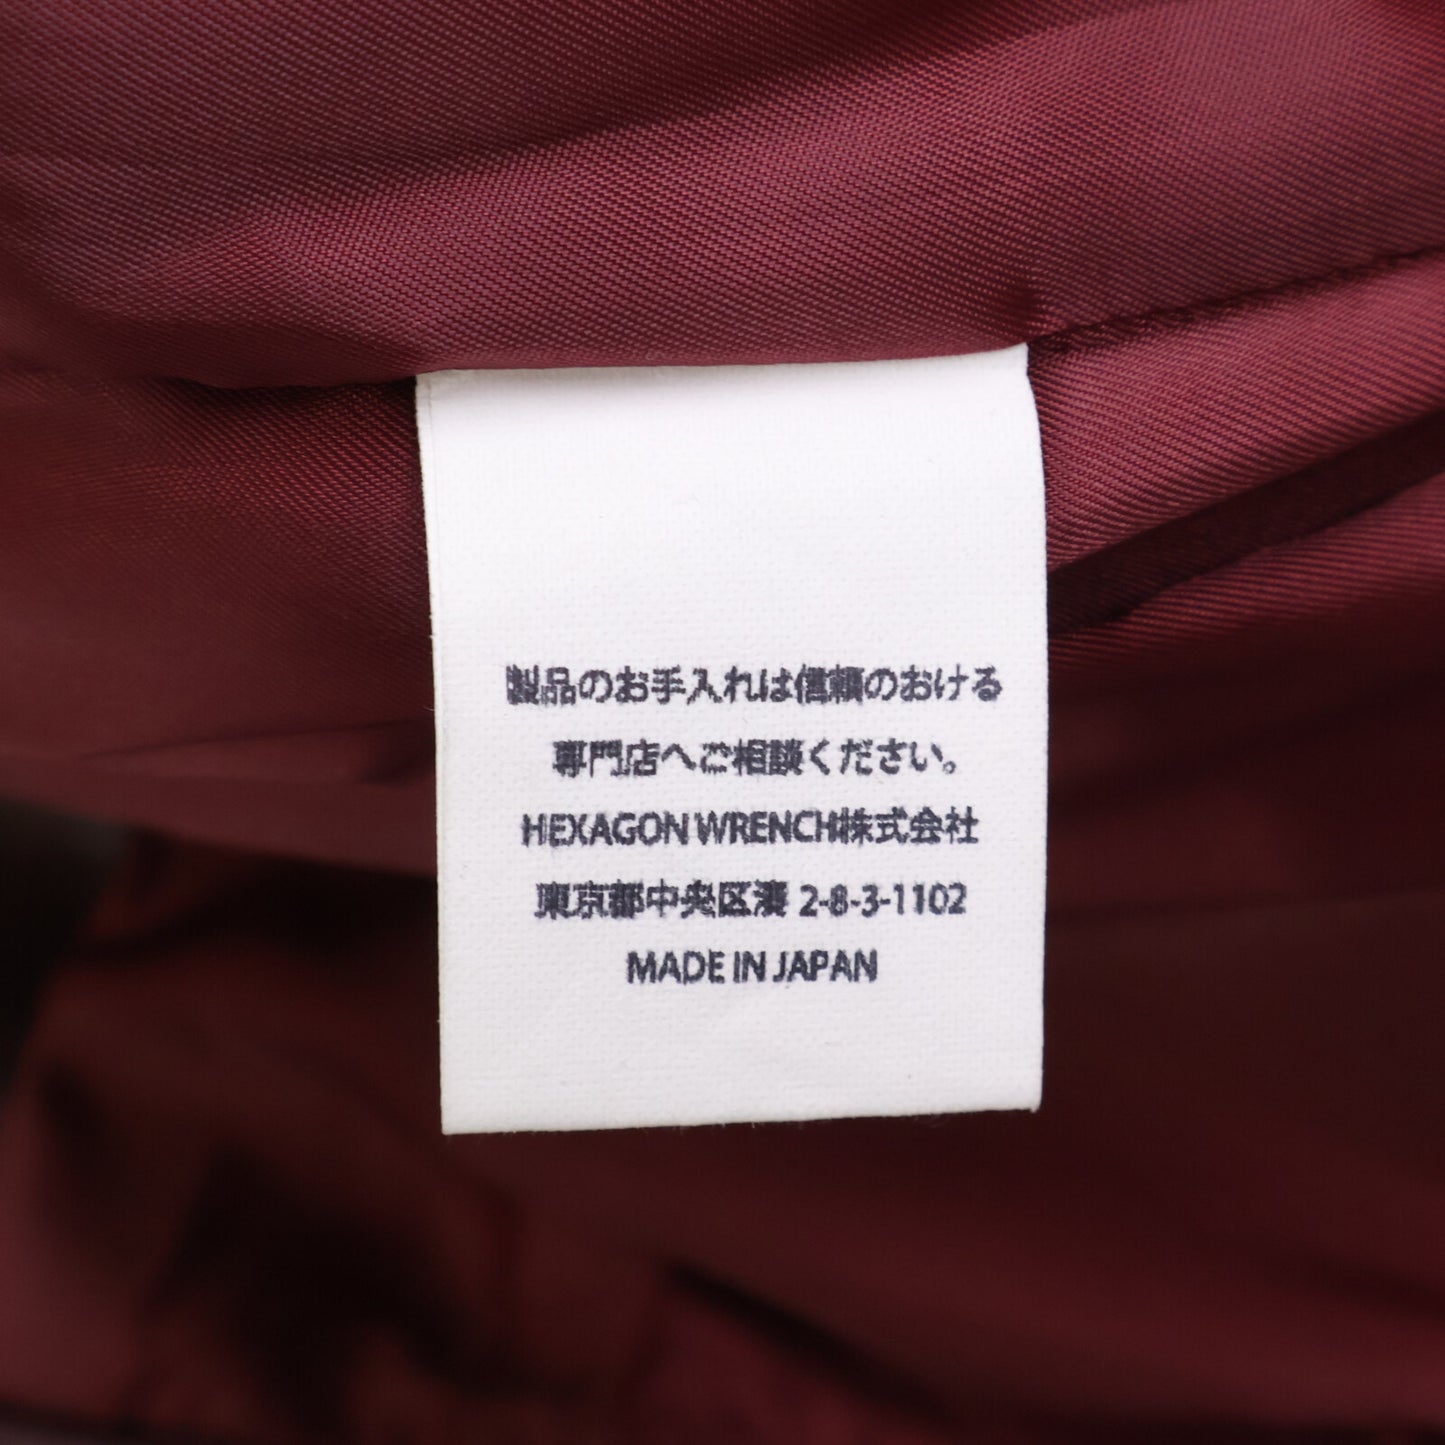 製品のお手入れは信頼のおける
専門店へご相談ください。
HEXAGON WRENCH株式会社
東京都中央区湊 2-8-3-1102
MADE IN JAPAN